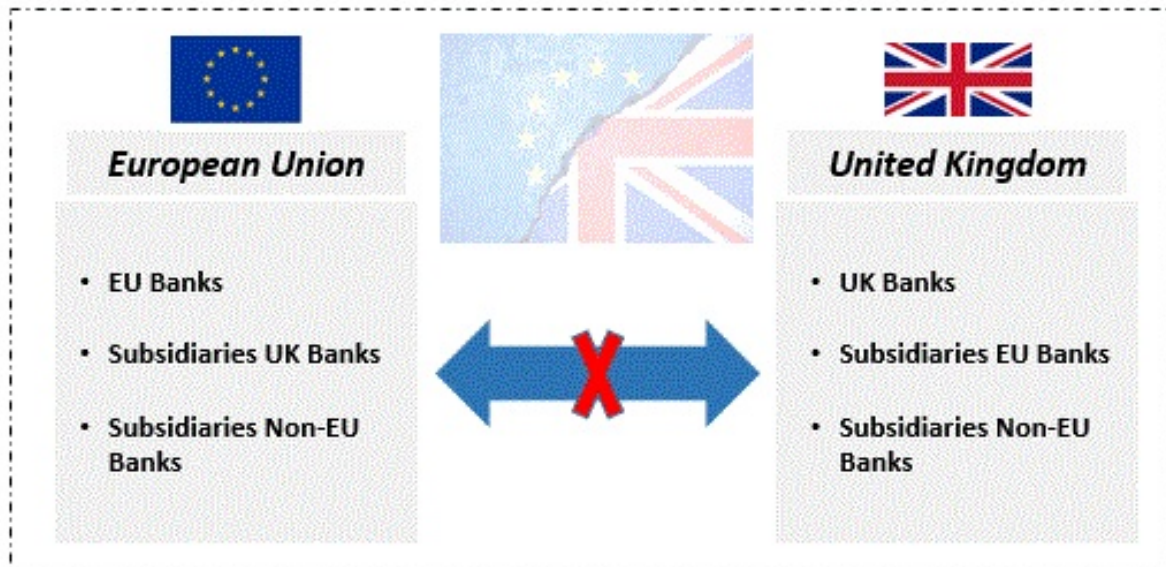 European Union
• EU Banks
• Subsidiaries UK Banks
• Subsidiaries Non-EU
Banks
United Kingdom
• UK Banks
• Subsidiaries EU Banks
• Subsidiaries Non-EU
Banks